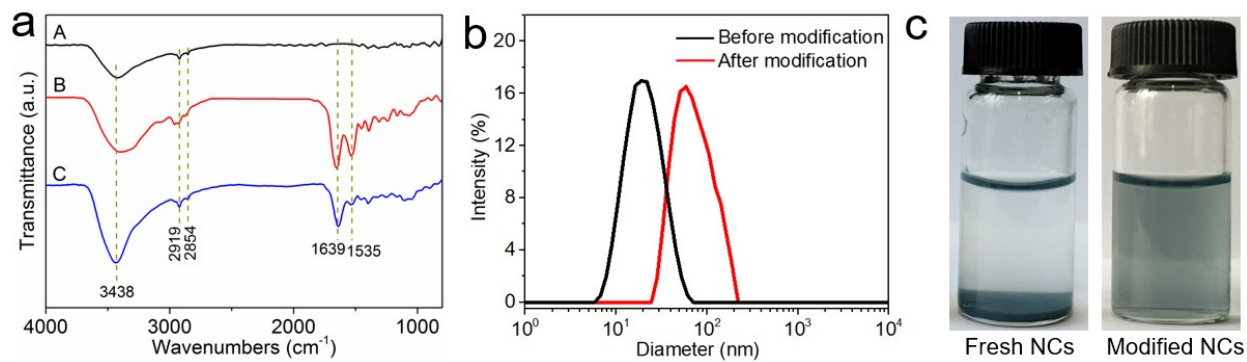 a
A
B
C
Transmittance (a.u.)
2919
2854
1639
1535
3438
4000
3000
2000
1000
Wavenumbers (cm⁻¹)
b
Before modification
After modification
Intensity (%)
20
16
12
8
4
0
10⁰
10¹
10²
10³
10⁴
Diameter (nm)
c
Fresh NCs
Modified NCs